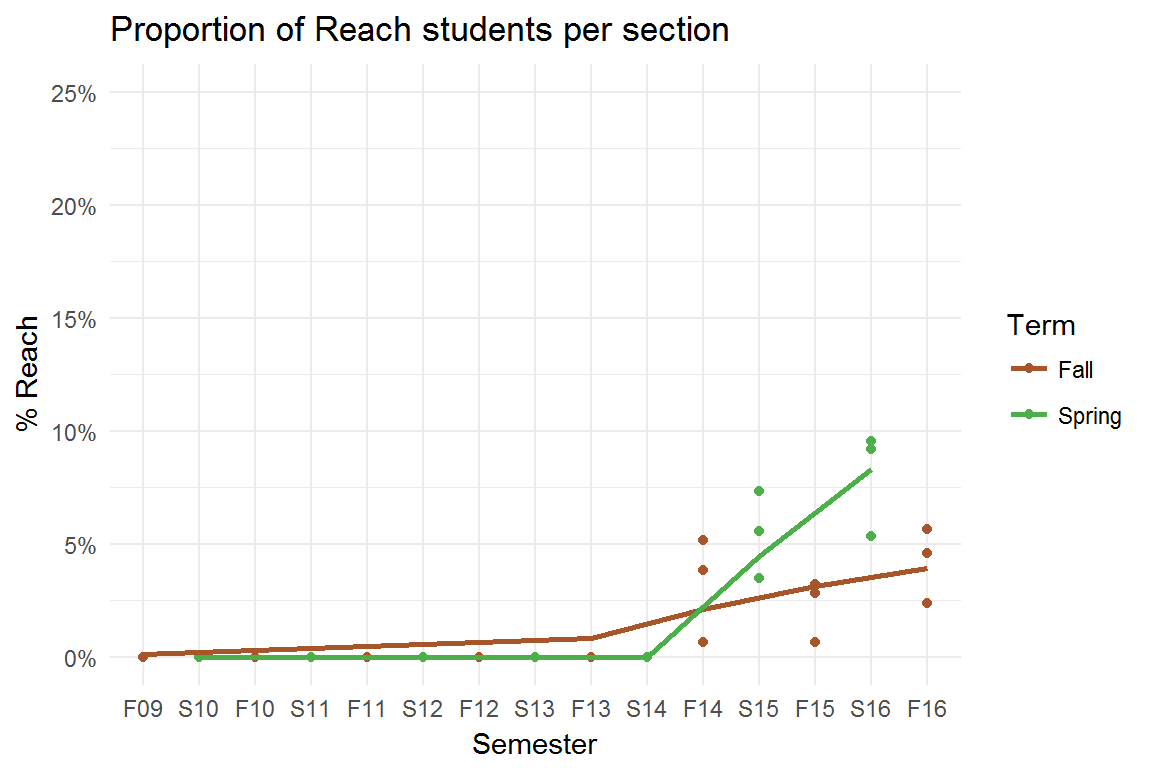 Proportion of Reach students per section
25%
20%
15%
10%
5%
0%
% Reach
F09 S10 F10 S11 F11 S12 F12 S13 F13 S14 F14 S15 F15 S16 F16
Semester
Term
Fall
Spring